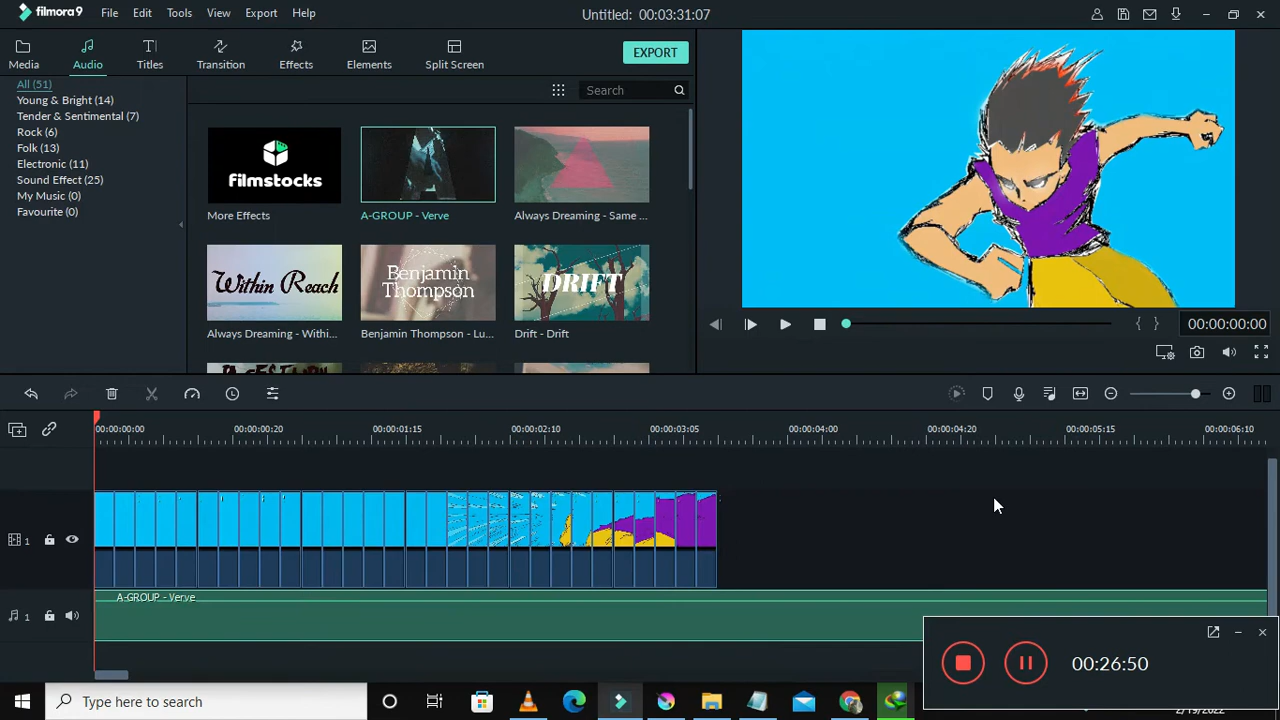 filmora9 File Edit Tools View Export Help Untitled: 00:03:31:07
Media Audio Titles Transition Effects Elements Split Screen EXPORT
All (51)
Young & Bright (14)
Tender & Sentimental (7)
Rock (6)
Folk (13)
Electronic (11)
Sound Effect (25)
My Music (0)
Favourite (0)
Search
filmstocks
More Effects A-GROUP - Verve Always Dreaming - Same ...
Within Reach Benjamin Thompson DRIFT
Always Dreaming - Withi... Benjamin Thompson - Lu... Drift - Drift
00:00:00:00
00:00:00:00 00:00:00:20 00:00:01:15 00:00:02:10 00:00:03:05 00:00:04:00 00:00:04:20 00:00:05:15 00:00:06:10
1
A-GROUP - Verve
1
00:26:50
Type here to search
2/19/2022